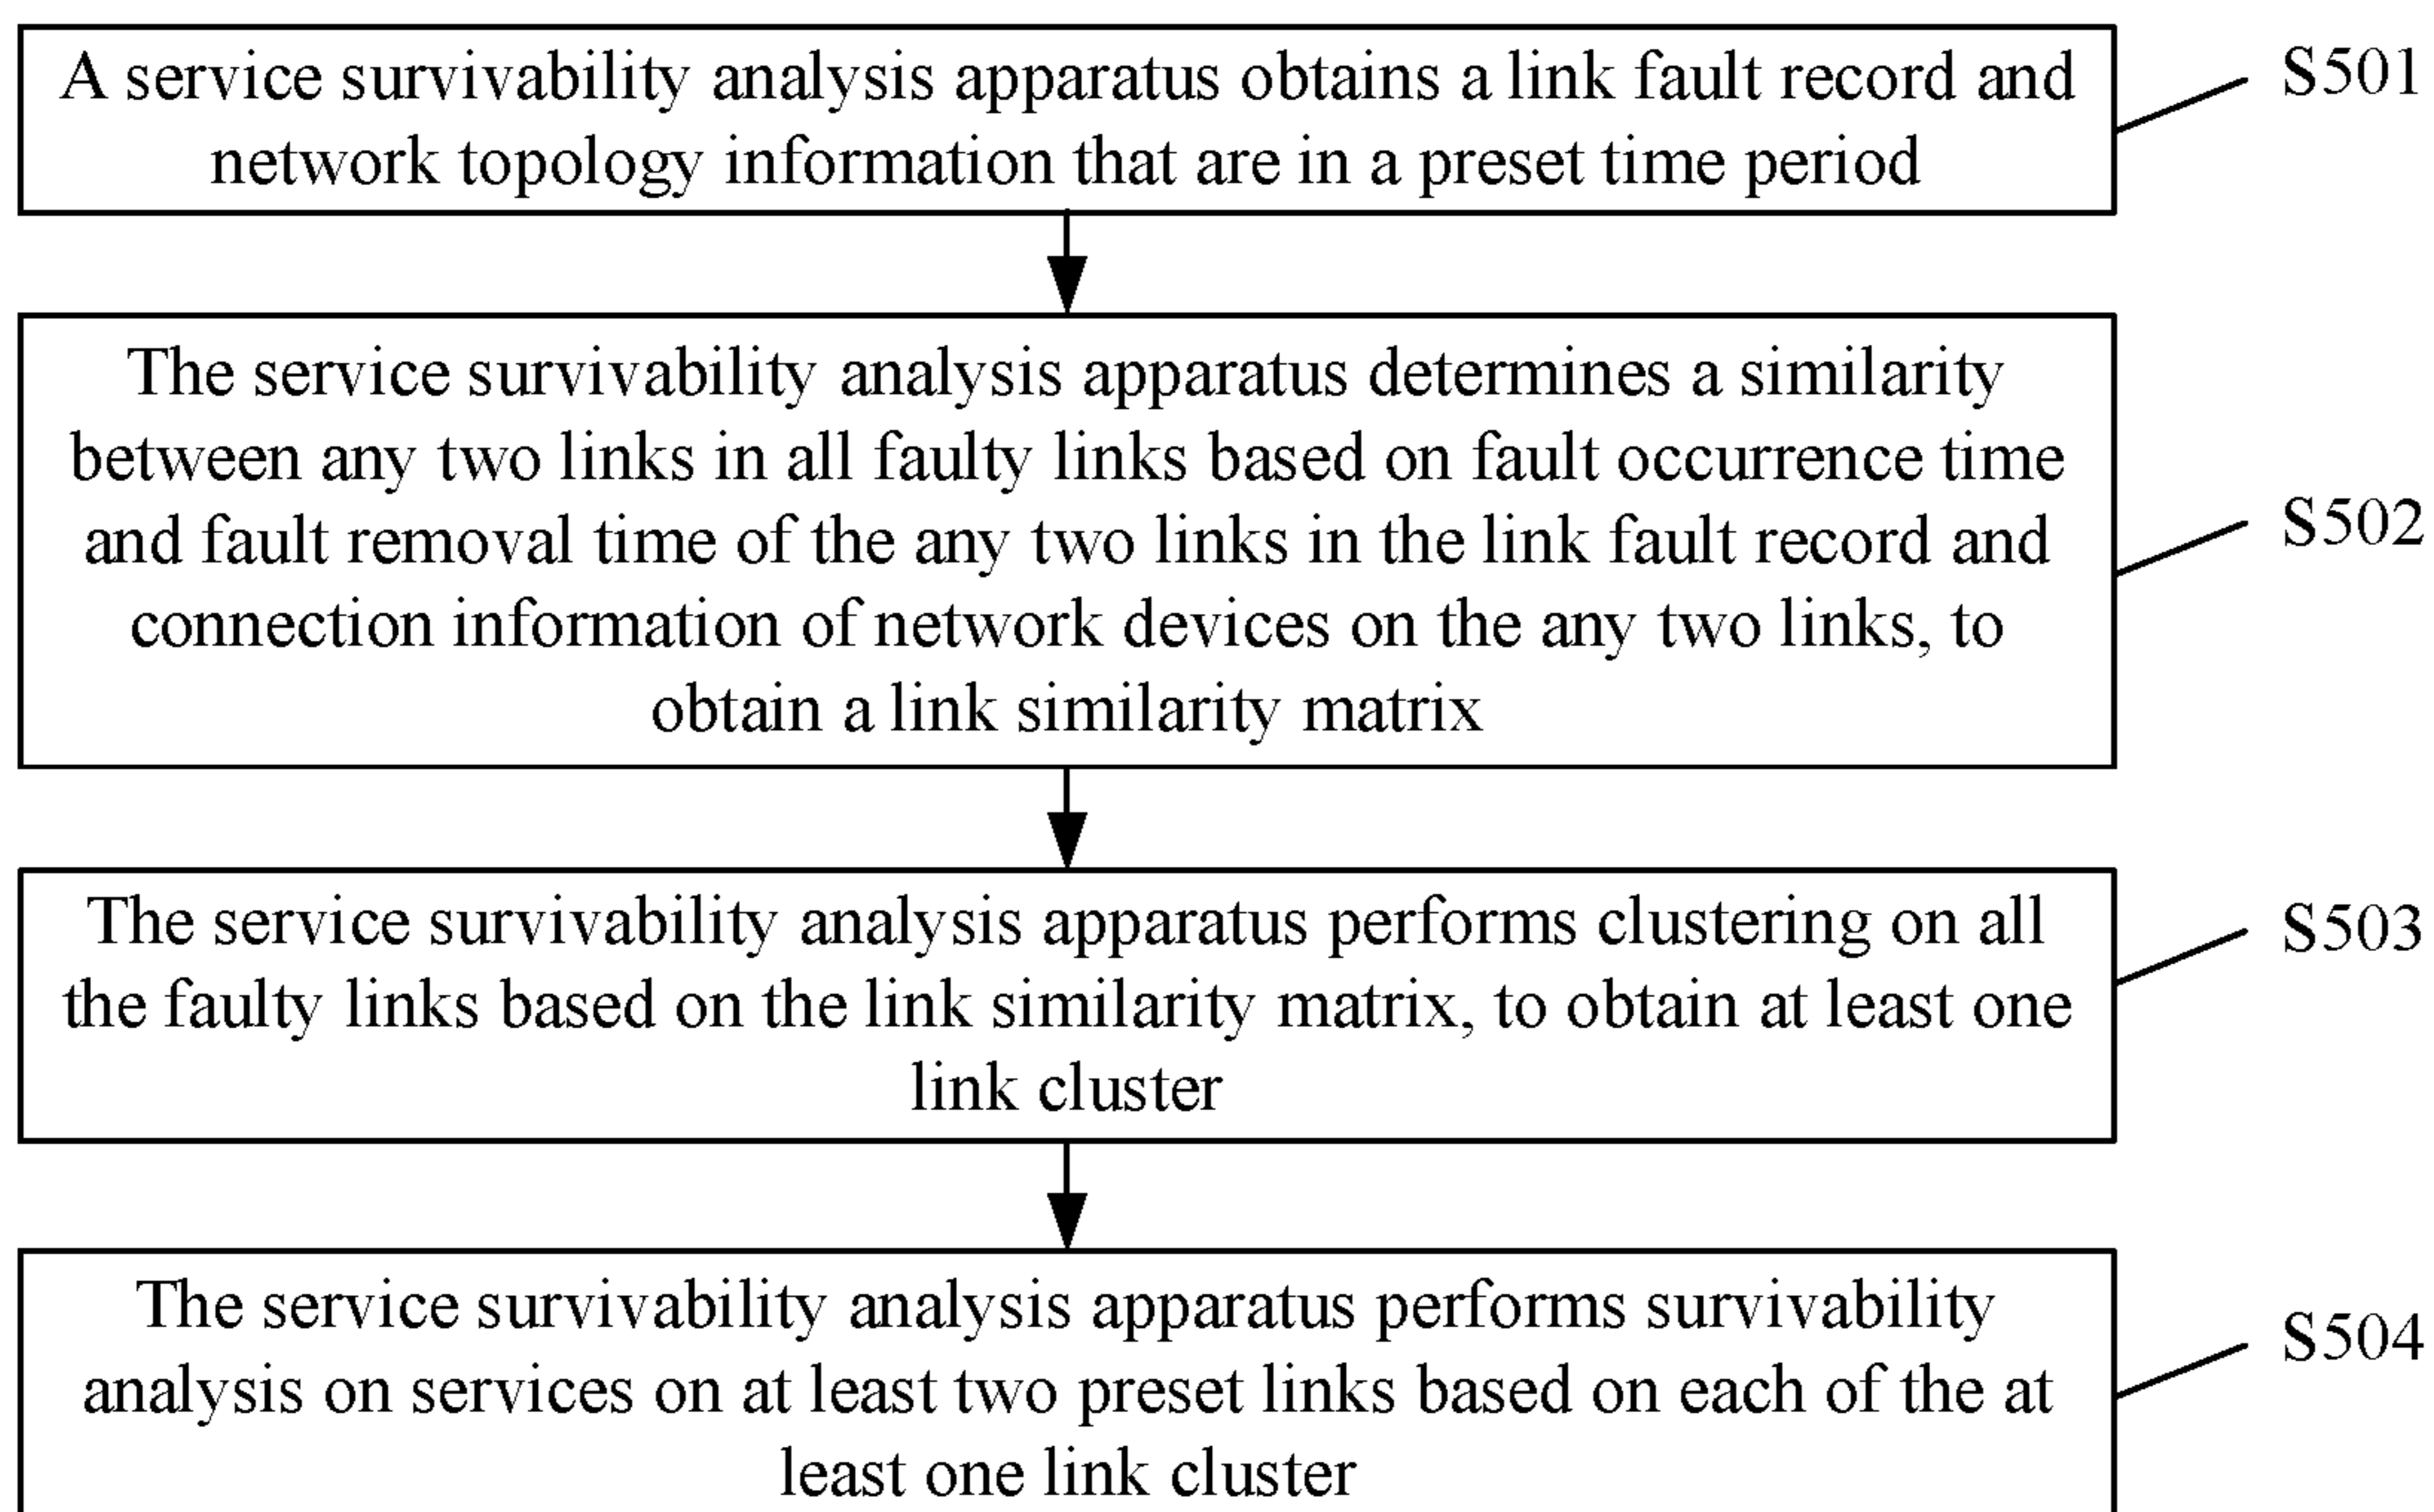 A service survivability analysis apparatus obtains a link fault record and
network topology information that are in a preset time period
S501
The service survivability analysis apparatus determines a similarity
between any two links in all faulty links based on fault occurrence time
and fault removal time of the any two links in the link fault record and
connection information of network devices on the any two links, to
obtain a link similarity matrix
S502
The service survivability analysis apparatus performs clustering on all
the faulty links based on the link similarity matrix, to obtain at least one
link cluster
S503
The service survivability analysis apparatus performs survivability
analysis on services on at least two preset links based on each of the at
least one link cluster
S504